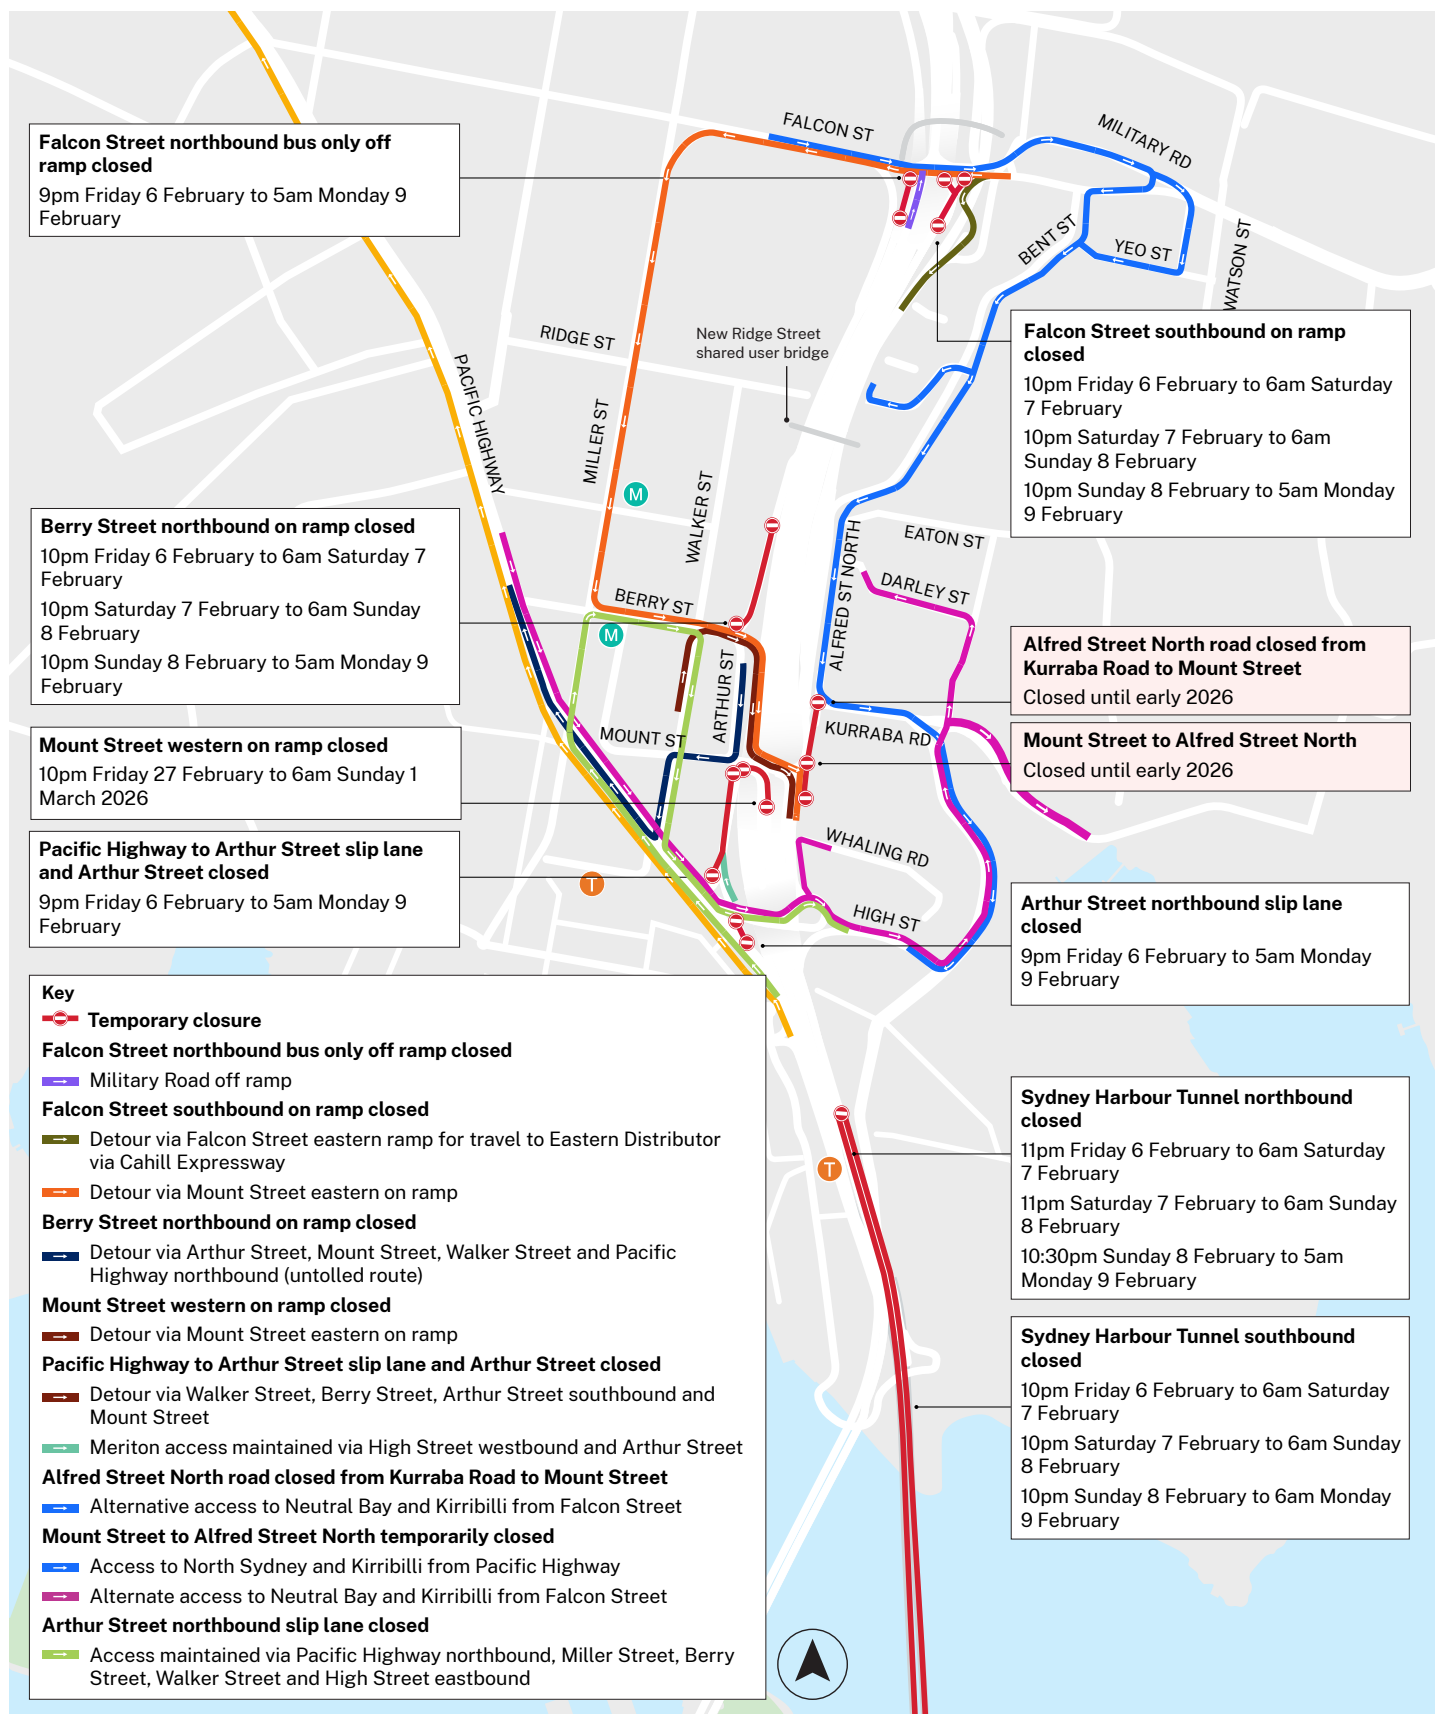 FALCON ST
MILITARY RD
Falcon Street northbound bus only off
ramp closed
9pm Friday 6 February to 5am Monday 9
February
BENT ST
YEO ST
WATSON ST
RIDGE ST
New Ridge Street
shared user bridge
Falcon Street southbound on ramp
closed
10pm Friday 6 February to 6am Saturday
7 February
10pm Saturday 7 February to 6am
Sunday 8 February
10pm Sunday 8 February to 5am Monday
9 February
PACIFIC HIGHWAY
MILLER ST
M
WALKER ST
Berry Street northbound on ramp closed
10pm Friday 6 February to 6am Saturday 7
February
10pm Saturday 7 February to 6am Sunday
8 February
10pm Sunday 8 February to 5am Monday 9
February
EATON ST
ALFRED ST NORTH
DARLEY ST
BERRY ST
M
ARTHUR ST
Alfred Street North road closed from
Kurraba Road to Mount Street
Closed until early 2026
MOUNT ST
KURRABA RD
Mount Street to Alfred Street North
Closed until early 2026
Mount Street western on ramp closed
10pm Friday 27 February to 6am Sunday 1
March 2026
WHALING RD
Pacific Highway to Arthur Street slip lane
and Arthur Street closed
9pm Friday 6 February to 5am Monday 9
February
T
HIGH ST
Arthur Street northbound slip lane
closed
9pm Friday 6 February to 5am Monday
9 February
Sydney Harbour Tunnel northbound
closed
11pm Friday 6 February to 6am Saturday
7 February
11pm Saturday 7 February to 6am Sunday
8 February
10:30pm Sunday 8 February to 5am
Monday 9 February
T
Sydney Harbour Tunnel southbound
closed
10pm Friday 6 February to 6am Saturday
7 February
10pm Saturday 7 February to 6am Sunday
8 February
10pm Sunday 8 February to 6am Monday
9 February
Key
Temporary closure
Falcon Street northbound bus only off ramp closed
Military Road off ramp
Falcon Street southbound on ramp closed
Detour via Falcon Street eastern ramp for travel to Eastern Distributor
via Cahill Expressway
Detour via Mount Street eastern on ramp
Berry Street northbound on ramp closed
Detour via Arthur Street, Mount Street, Walker Street and Pacific
Highway northbound (untolled route)
Mount Street western on ramp closed
Detour via Mount Street eastern on ramp
Pacific Highway to Arthur Street slip lane and Arthur Street closed
Detour via Walker Street, Berry Street, Arthur Street southbound and
Mount Street
Meriton access maintained via High Street westbound and Arthur Street
Alfred Street North road closed from Kurraba Road to Mount Street
Alternative access to Neutral Bay and Kirribilli from Falcon Street
Mount Street to Alfred Street North temporarily closed
Access to North Sydney and Kirribilli from Pacific Highway
Alternate access to Neutral Bay and Kirribilli from Falcon Street
Arthur Street northbound slip lane closed
Access maintained via Pacific Highway northbound, Miller Street, Berry
Street, Walker Street and High Street eastbound